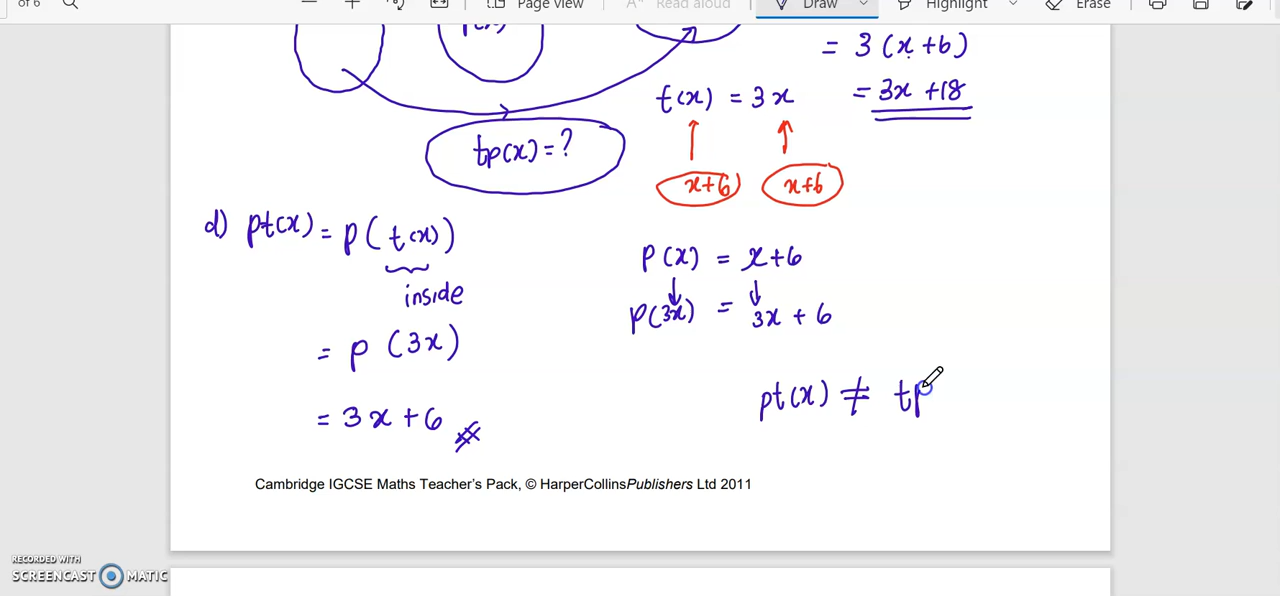 of 6 Page view Read aloud Draw Highlight Erase
= 3 (x+6)
t(x) = 3x = 3x +18
tp(x) = ?
x+6 x+6
d) pt(x) = p ( t(x) )
inside
p(x) = x+6
p(3x) = 3x + 6
= p (3x)
pt(x) ≠ tp
= 3x + 6
Cambridge IGCSE Maths Teacher's Pack, © HarperCollinsPublishers Ltd 2011
RECORDED WITH
SCREENCAST MATIC